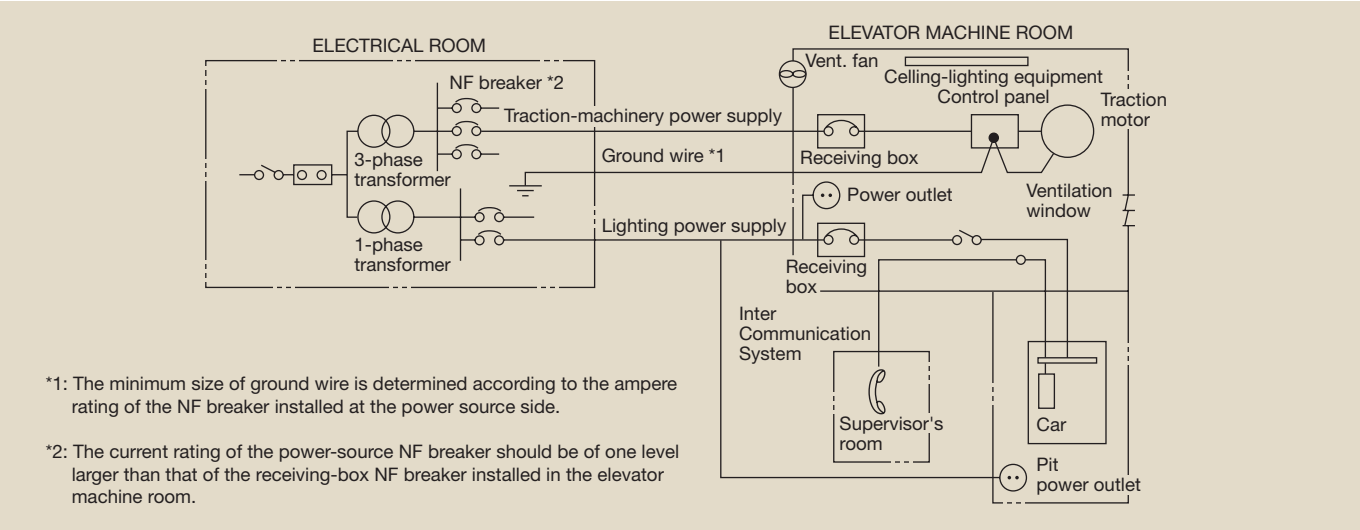 ELECTRICAL ROOM
ELEVATOR MACHINE ROOM
NF breaker *2
Vent. fan
Celling-lighting equipment
Control panel
Traction
motor
Traction-machinery power supply
Receiving box
3-phase
transformer
Ground wire *1
Power outlet
Ventilation
window
Lighting power supply
1-phase
transformer
Receiving
box
Inter
Communication
System
Supervisor's
room
Car
Pit
power outlet
*1: The minimum size of ground wire is determined according to the ampere
rating of the NF breaker installed at the power source side.
*2: The current rating of the power-source NF breaker should be of one level
larger than that of the receiving-box NF breaker installed in the elevator
machine room.